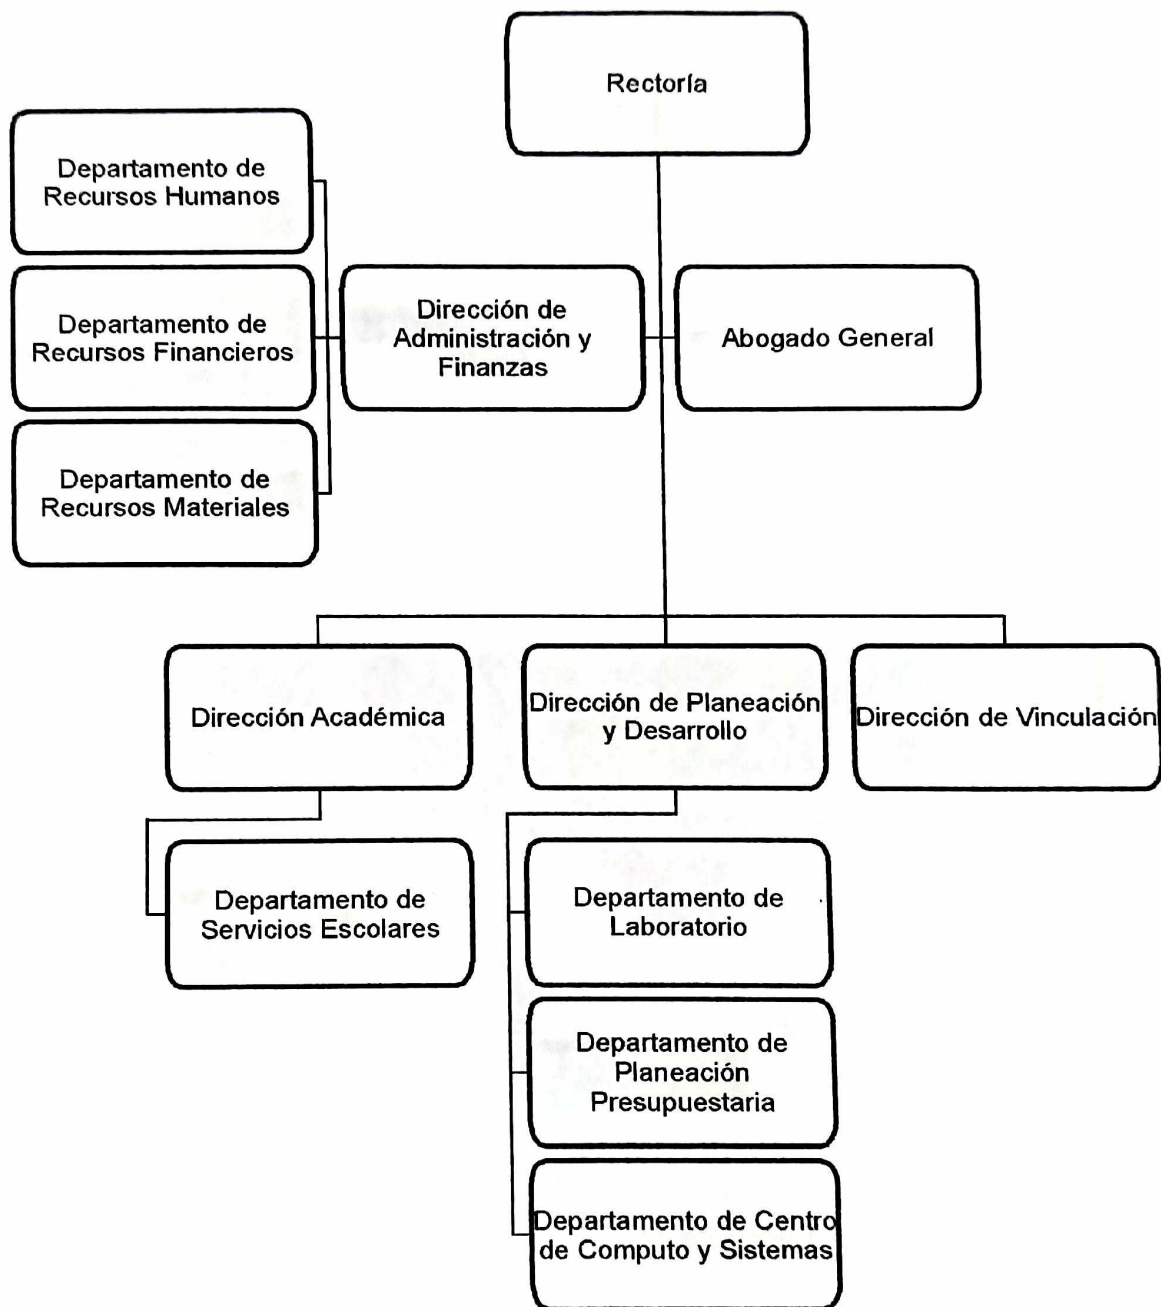 Rectoría
Departamento de
Recursos Humanos
Departamento de
Recursos Financieros
Departamento de
Recursos Materiales
Dirección de
Administración y
Finanzas
Abogado General
Dirección Académica
Dirección de Planeación
y Desarrollo
Dirección de Vinculación
Departamento de
Servicios Escolares
Departamento de
Laboratorio
Departamento de
Planeación
Presupuestaria
Departamento de Centro
de Computo y Sistemas